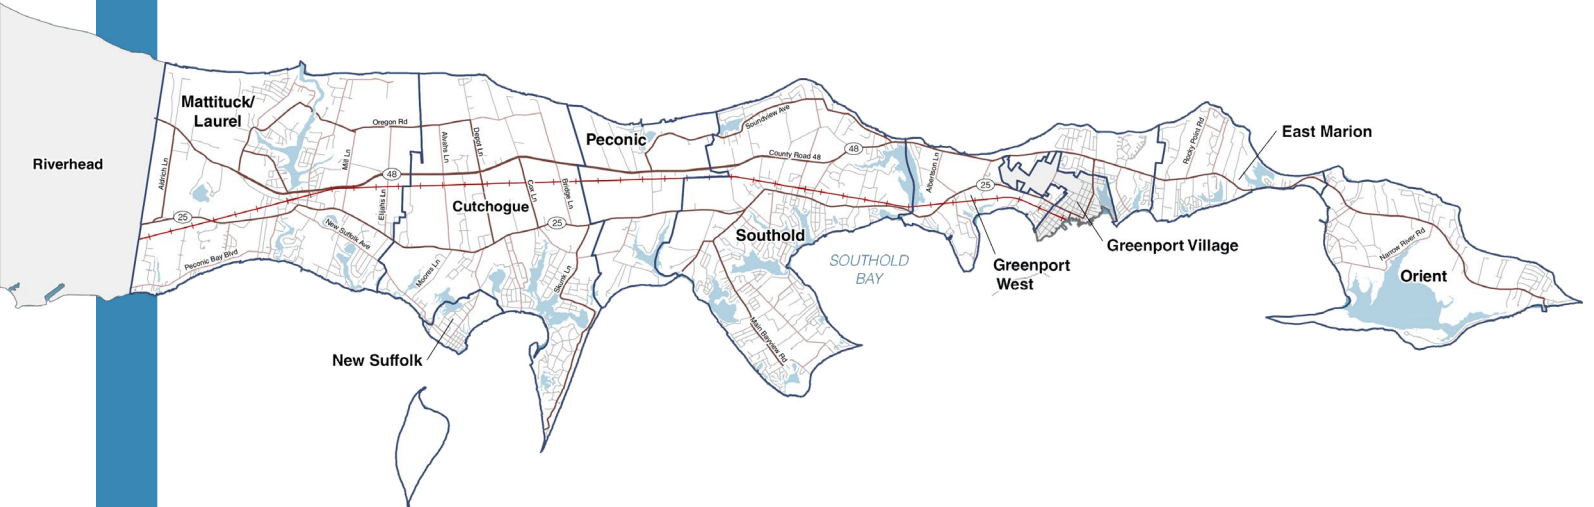 Riverhead
Mattituck/
Laurel
Aldrich Ln
25
Peconic Bay Blvd
New Suffolk Ave
Mill Ln
Oregon Rd
48
Elijahs Ln
Alvahs Ln
Depot Ln
Cutchogue
Cox Ln
Bridge Ln
25
Moores Ln
Skunk Ln
New Suffolk
Peconic
Soundview Ave
County Road 48
48
Southold
Main Bayview Rd
SOUTHOLD
BAY
Albertson Ln
25
Greenport
West
Greenport Village
Rocky Point Rd
East Marion
Narrow River Rd
Orient